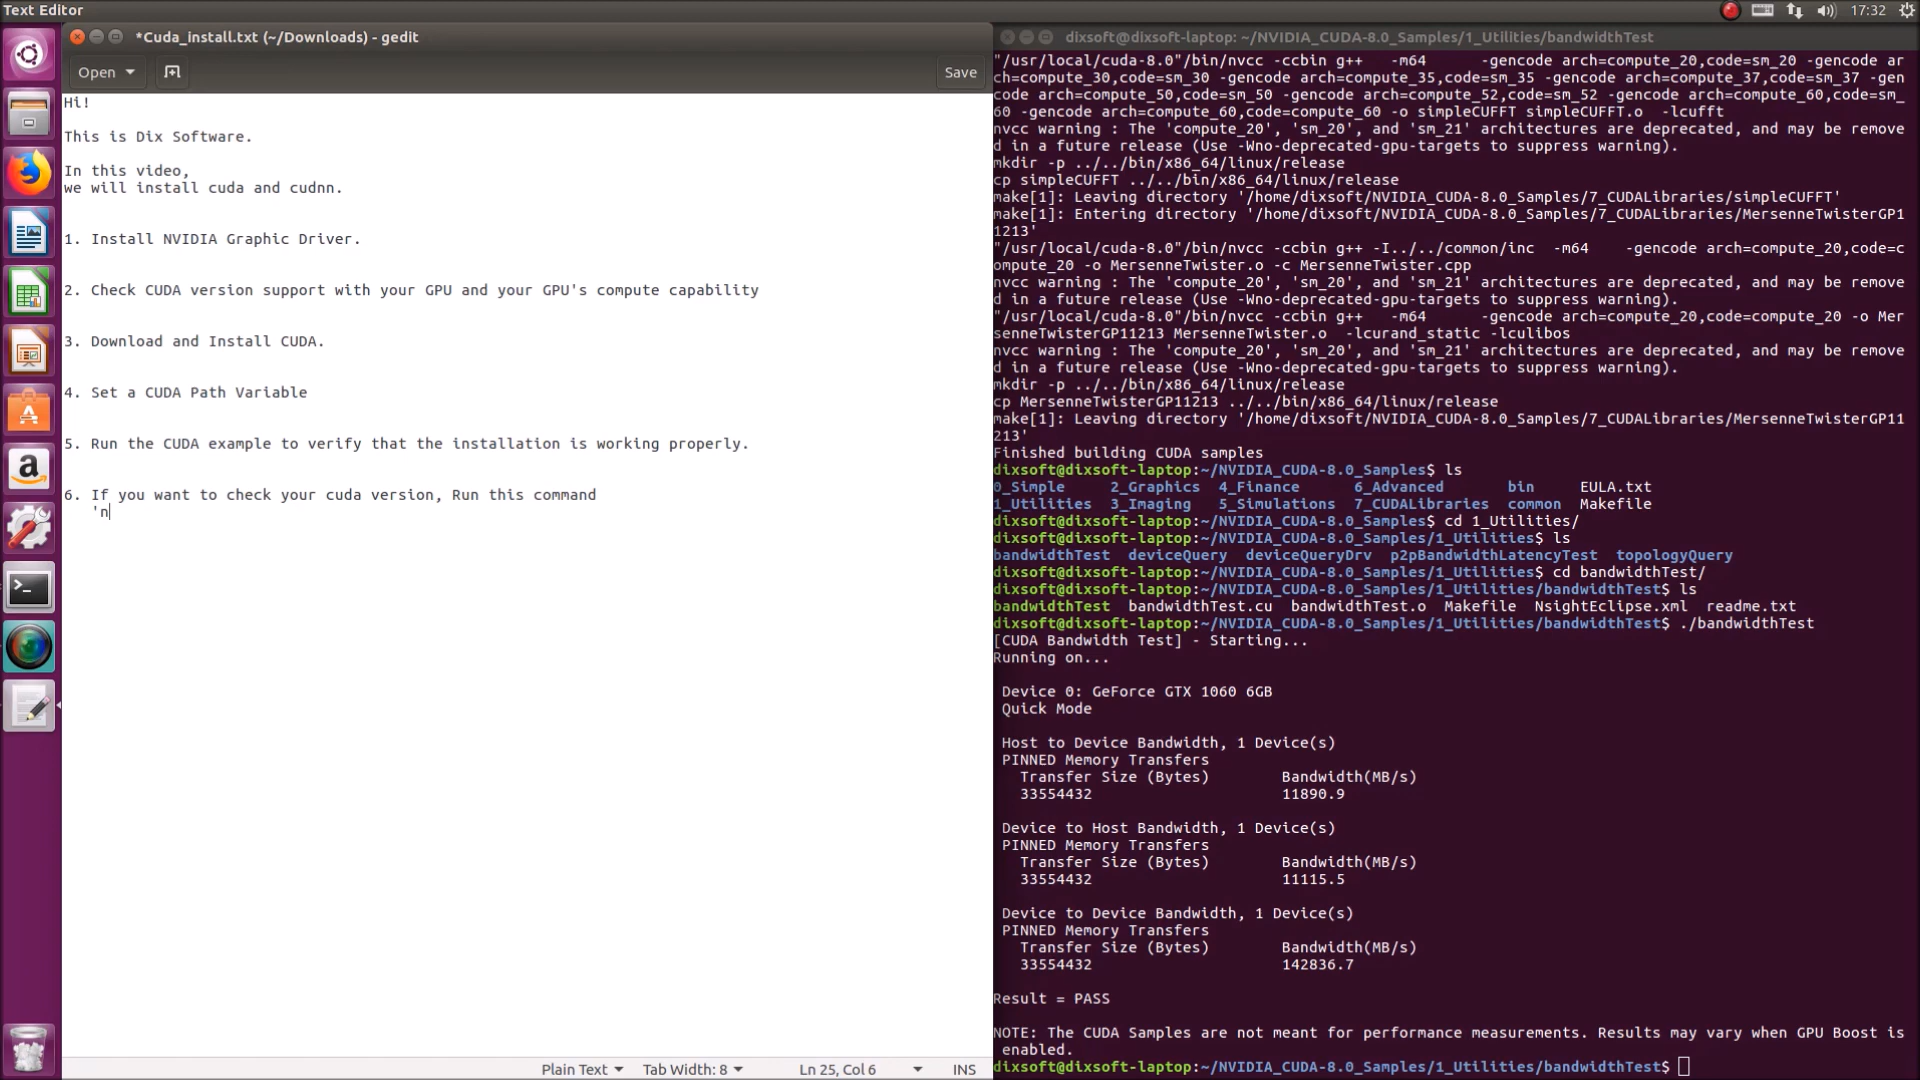 Text Editor
17:32
*Cuda_install.txt (~/Downloads) - gedit
Open
Save
Hi!
This is Dix Software.
In this video,
we will install cuda and cudnn.
1. Install NVIDIA Graphic Driver.
2. Check CUDA version support with your GPU and your GPU's compute capability
3. Download and Install CUDA.
4. Set a CUDA Path Variable
5. Run the CUDA example to verify that the installation is working properly.
6. If you want to check your cuda version, Run this command
'n
Plain Text
Tab Width: 8
Ln 25, Col 6
INS
dixsoft@dixsoft-laptop: ~/NVIDIA_CUDA-8.0_Samples/1_Utilities/bandwidthTest
"/usr/local/cuda-8.0"/bin/nvcc -ccbin g++   -m64      -gencode arch=compute_20,code=sm_20 -gencode ar
ch=compute_30,code=sm_30 -gencode arch=compute_35,code=sm_35 -gencode arch=compute_37,code=sm_37 -gen
code arch=compute_50,code=sm_50 -gencode arch=compute_52,code=sm_52 -gencode arch=compute_60,code=sm_
60 -gencode arch=compute_60,code=compute_60 -o simpleCUFFT simpleCUFFT.o  -lcufft
nvcc warning : The 'compute_20', 'sm_20', and 'sm_21' architectures are deprecated, and may be remove
d in a future release (Use -Wno-deprecated-gpu-targets to suppress warning).
mkdir -p ../../bin/x86_64/linux/release
cp simpleCUFFT ../../bin/x86_64/linux/release
make[1]: Leaving directory '/home/dixsoft/NVIDIA_CUDA-8.0_Samples/7_CUDALibraries/simpleCUFFT'
make[1]: Entering directory '/home/dixsoft/NVIDIA_CUDA-8.0_Samples/7_CUDALibraries/MersenneTwisterGP1
1213'
"/usr/local/cuda-8.0"/bin/nvcc -ccbin g++ -I../../common/inc  -m64    -gencode arch=compute_20,code=c
ompute_20 -o MersenneTwister.o -c MersenneTwister.cpp
nvcc warning : The 'compute_20', 'sm_20', and 'sm_21' architectures are deprecated, and may be remove
d in a future release (Use -Wno-deprecated-gpu-targets to suppress warning).
"/usr/local/cuda-8.0"/bin/nvcc -ccbin g++   -m64      -gencode arch=compute_20,code=compute_20 -o Mer
senneTwisterGP11213 MersenneTwister.o  -lcurand_static -lculibos
nvcc warning : The 'compute_20', 'sm_20', and 'sm_21' architectures are deprecated, and may be remove
d in a future release (Use -Wno-deprecated-gpu-targets to suppress warning).
mkdir -p ../../bin/x86_64/linux/release
cp MersenneTwisterGP11213 ../../bin/x86_64/linux/release
make[1]: Leaving directory '/home/dixsoft/NVIDIA_CUDA-8.0_Samples/7_CUDALibraries/MersenneTwisterGP11
213'
Finished building CUDA samples
dixsoft@dixsoft-laptop:~/NVIDIA_CUDA-8.0_Samples$ ls
0_Simple     2_Graphics  4_Finance      6_Advanced       bin     EULA.txt
1_Utilities  3_Imaging   5_Simulations  7_CUDALibraries  common  Makefile
dixsoft@dixsoft-laptop:~/NVIDIA_CUDA-8.0_Samples$ cd 1_Utilities/
dixsoft@dixsoft-laptop:~/NVIDIA_CUDA-8.0_Samples/1_Utilities$ ls
bandwidthTest  deviceQuery  deviceQueryDrv  p2pBandwidthLatencyTest  topologyQuery
dixsoft@dixsoft-laptop:~/NVIDIA_CUDA-8.0_Samples/1_Utilities$ cd bandwidthTest/
dixsoft@dixsoft-laptop:~/NVIDIA_CUDA-8.0_Samples/1_Utilities/bandwidthTest$ ls
bandwidthTest  bandwidthTest.cu  bandwidthTest.o  Makefile  NsightEclipse.xml  readme.txt
dixsoft@dixsoft-laptop:~/NVIDIA_CUDA-8.0_Samples/1_Utilities/bandwidthTest$ ./bandwidthTest
[CUDA Bandwidth Test] - Starting...
Running on...
Device 0: GeForce GTX 1060 6GB
Quick Mode
Host to Device Bandwidth, 1 Device(s)
PINNED Memory Transfers
Transfer Size (Bytes)        Bandwidth(MB/s)
33554432                     11890.9
Device to Host Bandwidth, 1 Device(s)
PINNED Memory Transfers
Transfer Size (Bytes)        Bandwidth(MB/s)
33554432                     11115.5
Device to Device Bandwidth, 1 Device(s)
PINNED Memory Transfers
Transfer Size (Bytes)        Bandwidth(MB/s)
33554432                     142836.7
Result = PASS
NOTE: The CUDA Samples are not meant for performance measurements. Results may vary when GPU Boost is
enabled.
dixsoft@dixsoft-laptop:~/NVIDIA_CUDA-8.0_Samples/1_Utilities/bandwidthTest$